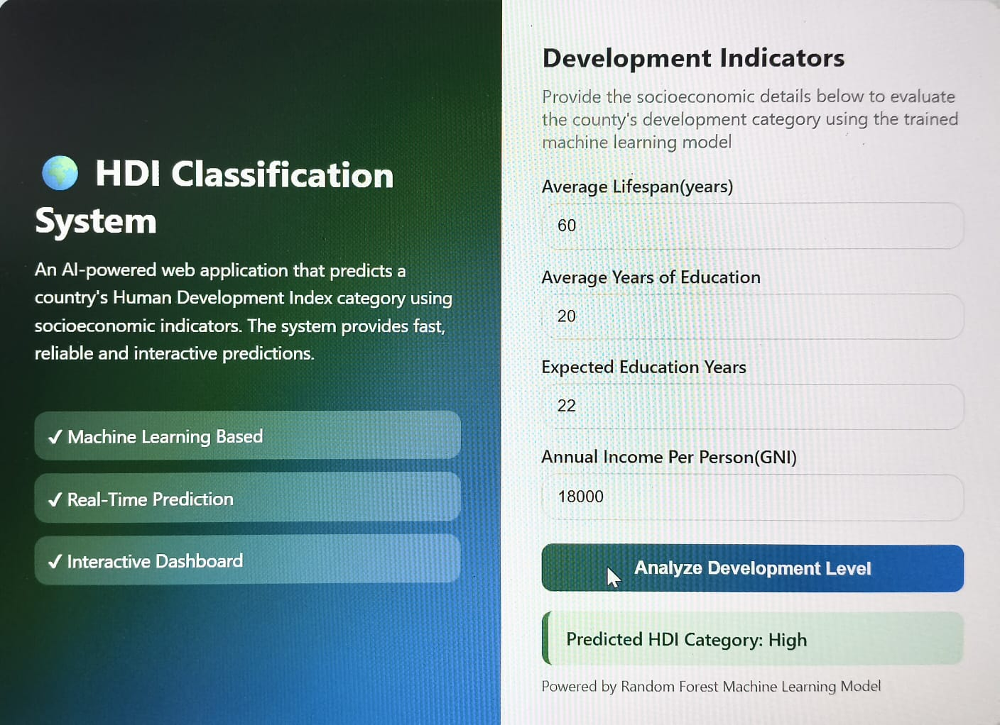 🌍 HDI Classification
System
An AI-powered web application that predicts a
country's Human Development Index category using
socioeconomic indicators. The system provides fast,
reliable and interactive predictions.
✓ Machine Learning Based
✓ Real-Time Prediction
✓ Interactive Dashboard
Development Indicators
Provide the socioeconomic details below to evaluate
the county's development category using the trained
machine learning model
Average Lifespan(years)
60
Average Years of Education
20
Expected Education Years
22
Annual Income Per Person(GNI)
18000
Analyze Development Level
Predicted HDI Category: High
Powered by Random Forest Machine Learning Model